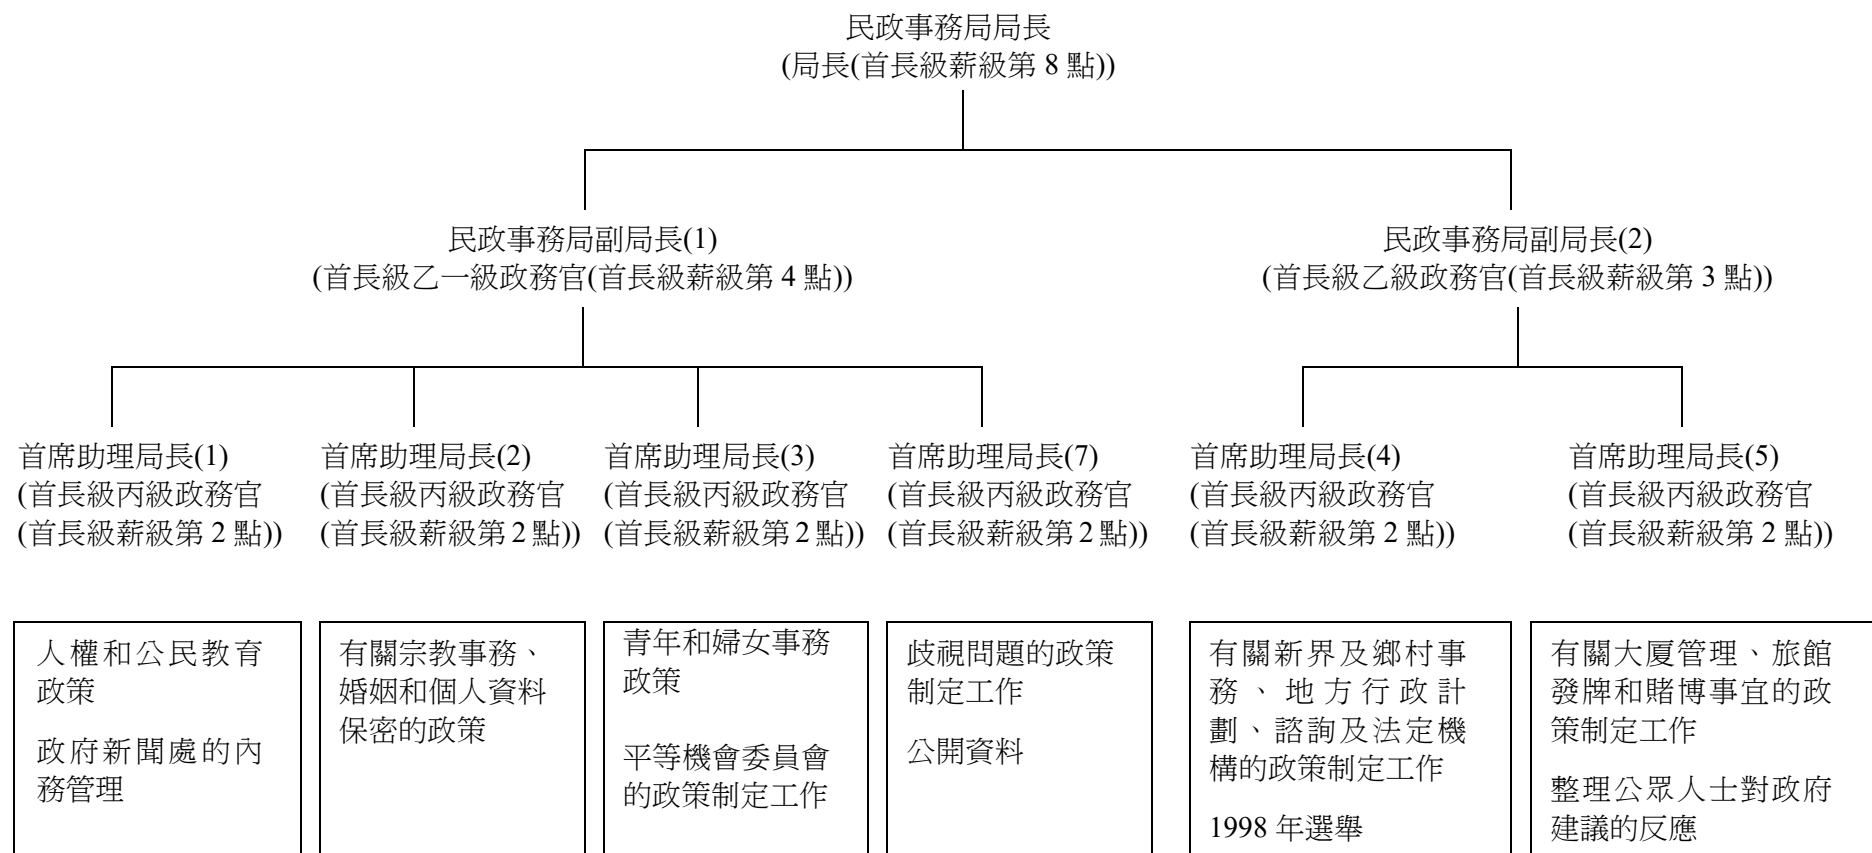 民政事務局局長
(局長(首長級薪級第 8 點))
民政事務局副局長(1)
(首長級乙一級政務官(首長級薪級第 4 點))
民政事務局副局長(2)
(首長級乙級政務官(首長級薪級第 3 點))
首席助理局長(1)
(首長級丙級政務官
(首長級薪級第 2 點))
首席助理局長(2)
(首長級丙級政務官
(首長級薪級第 2 點))
首席助理局長(3)
(首長級丙級政務官
(首長級薪級第 2 點))
首席助理局長(7)
(首長級丙級政務官
(首長級薪級第 2 點))
首席助理局長(4)
(首長級丙級政務官
(首長級薪級第 2 點))
首席助理局長(5)
(首長級丙級政務官
(首長級薪級第 2 點))
人權和公民教育
政策
政府新聞處的內
務管理
有關宗教事務、
婚姻和個人資料
保密的政策
青年和婦女事務
政策
平等機會委員會
的政策制定工作
歧視問題的政策
制定工作
公開資料
有關新界及鄉村事
務、地方行政計
劃、諮詢及法定機
構的政策制定工作
1998 年選舉
有關大厦管理、旅館
發牌和賭博事宜的政
策制定工作
整理公眾人士對政府
建議的反應